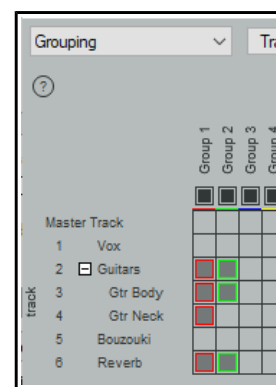 Grouping
Tra
?
Group 1
Group 2
Group 3
Group 4
Master Track
1 Vox
2 Guitars
3 Gtr Body
4 Gtr Neck
5 Bouzouki
6 Reverb
track